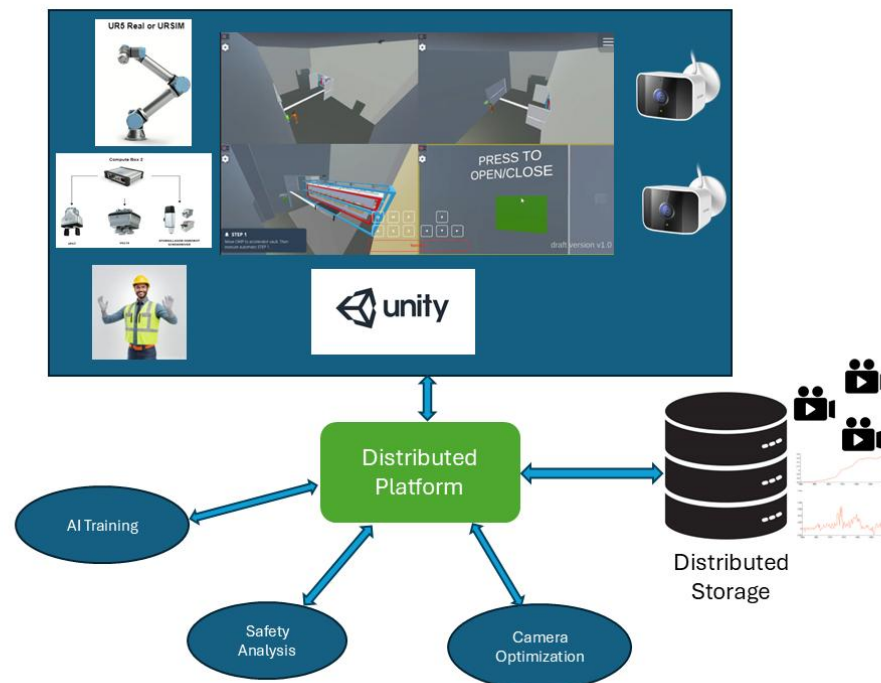 UR5 Real or URSIM
PRESS TO
OPEN/CLOSE
Compute Box 2
STEP 1
draft version v1.0
unity
Distributed
Platform
AI Training
Safety
Analysis
Camera
Optimization
Distributed
Storage